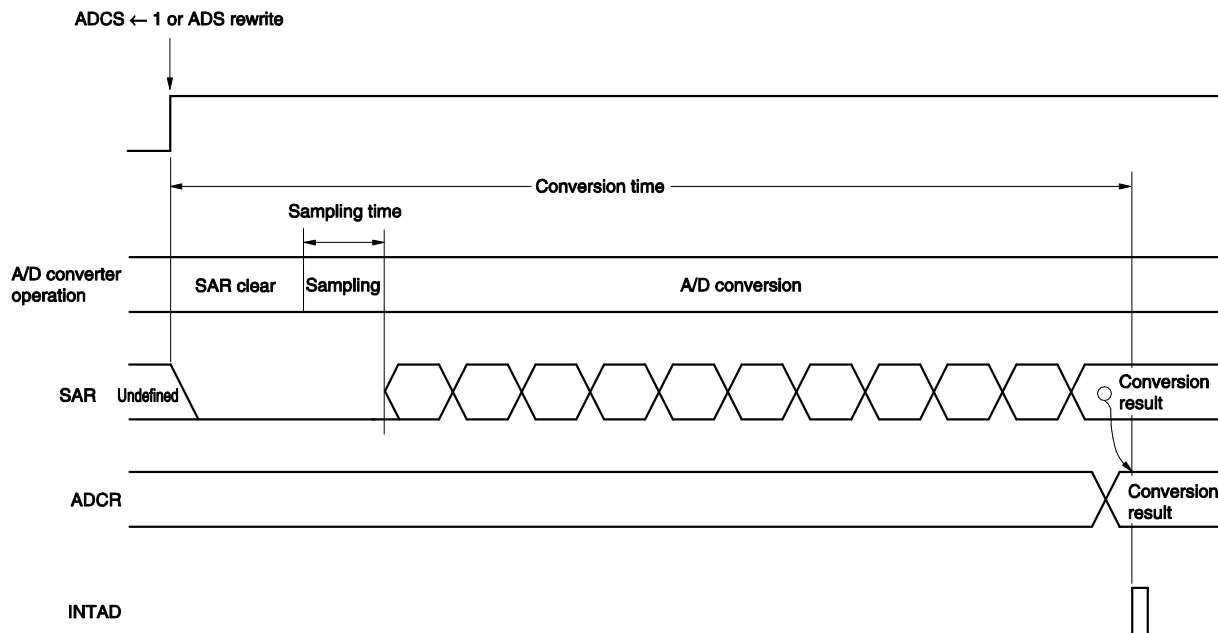 ADCS ← 1 or ADS rewrite
Conversion time
Sampling time
A/D converter
operation
SAR clear
Sampling
A/D conversion
SAR
Undefined
Conversion
result
ADCR
Conversion
result
INTAD